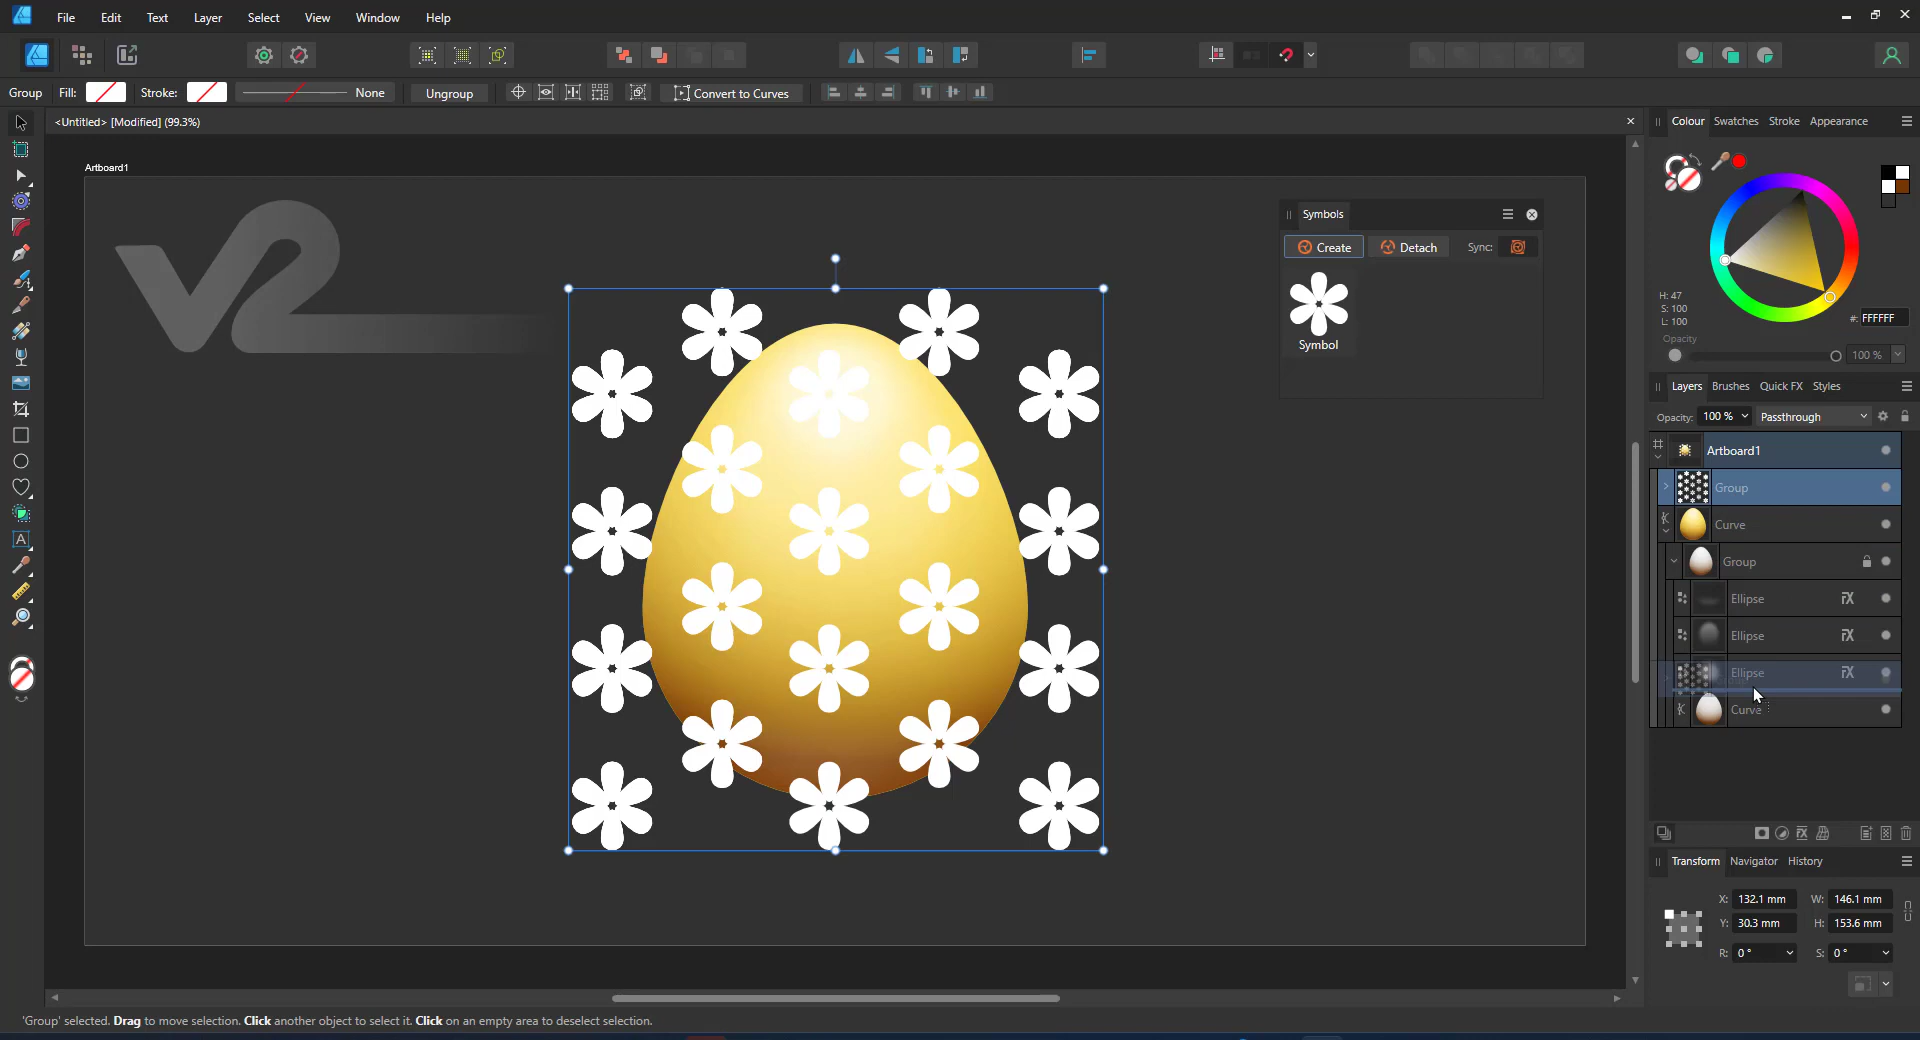 File Edit Text Layer Select View Window Help
Group Fill: Stroke: None Ungroup Convert to Curves
<Untitled> [Modified] (99.3%)
Artboard1
V2
Symbols
Create Detach Sync:
Symbol
Colour Swatches Stroke Appearance
H: 47
S: 100
L: 100
#: FFFFFF
Opacity
100 %
Layers Brushes Quick FX Styles
Opacity: 100 % Passthrough
Artboard1
Group
Curve
Group
Ellipse FX
Ellipse FX
Ellipse FX
Curve
Transform Navigator History
X: 132.1 mm W: 146.1 mm
Y: 30.3 mm H: 153.6 mm
R: 0 ° S: 0 °
'Group' selected. Drag to move selection. Click another object to select it. Click on an empty area to deselect selection.